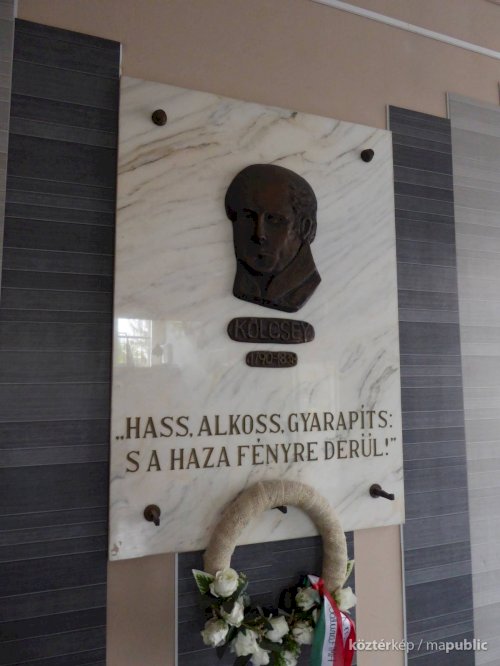 KÖLCSEY
1790-1838
„HASS, ALKOSS, GYARAPÍTS:
S A HAZA FÉNYRE DERÜL!”
köztérkép / mapublic